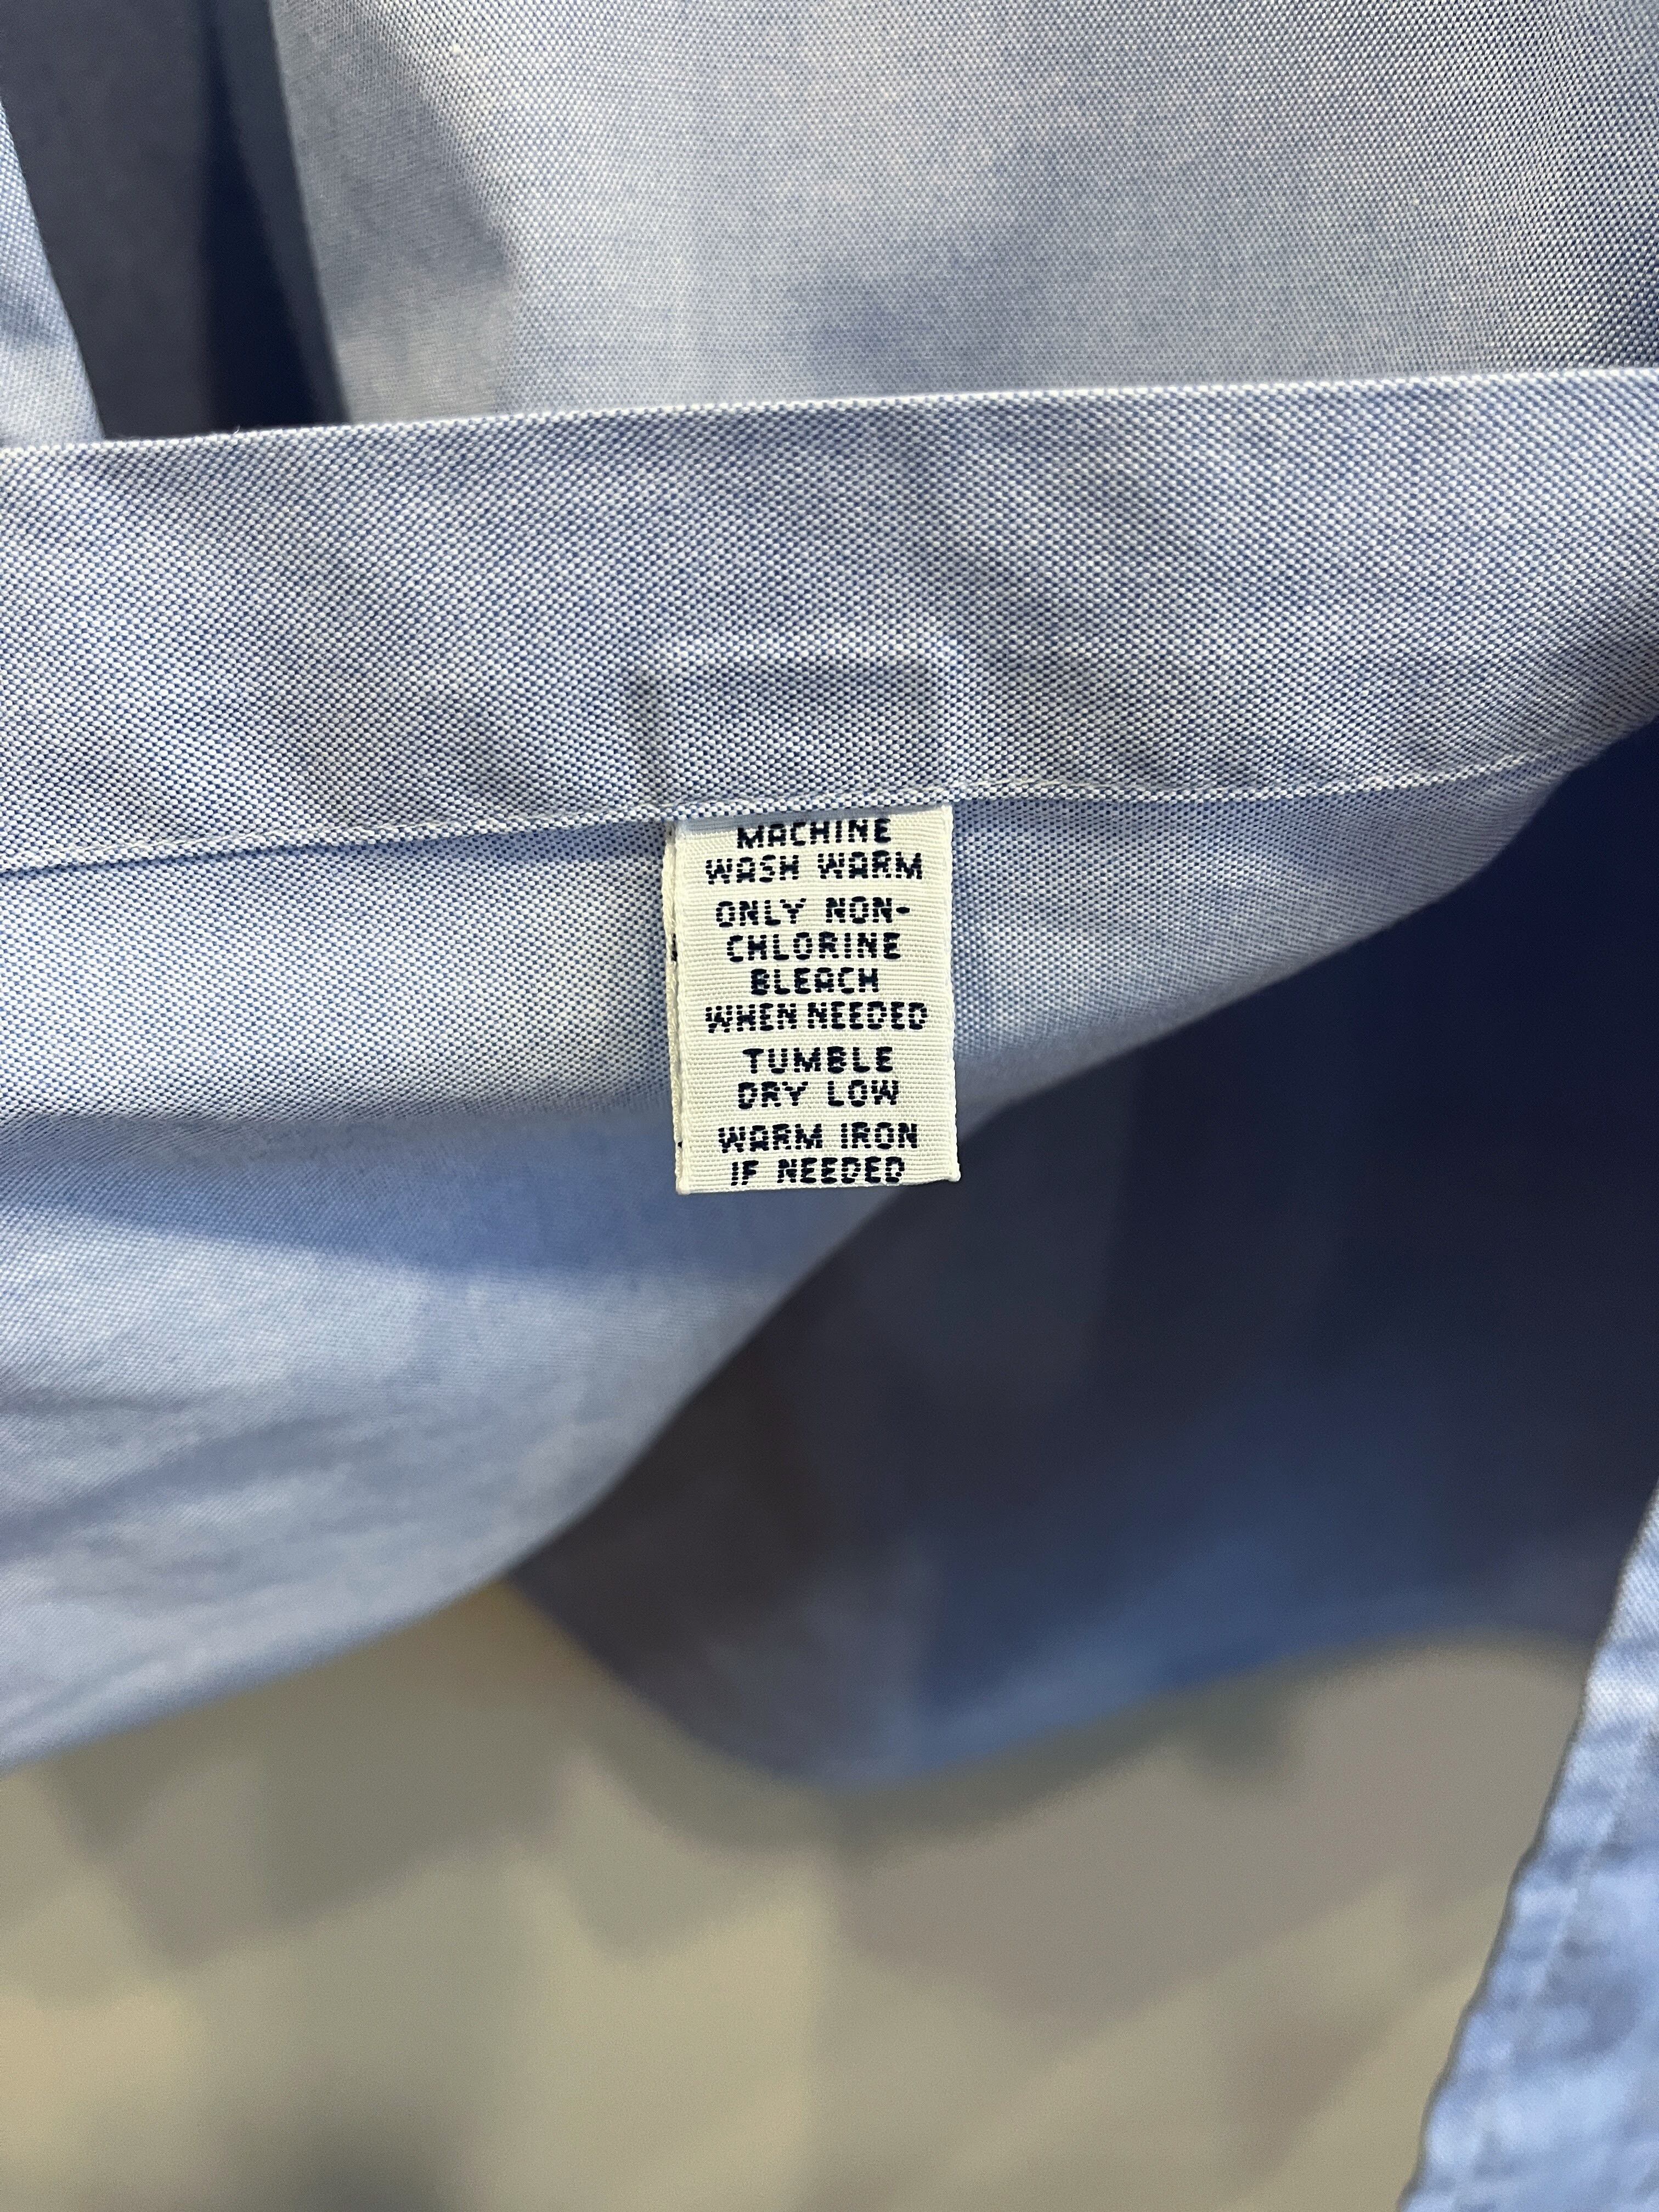 MACHINE
WASH WARM
ONLY NON-
CHLORINE
BLEACH
WHEN NEEDED
TUMBLE
DRY LOW
WARM IRON
IF NEEDED